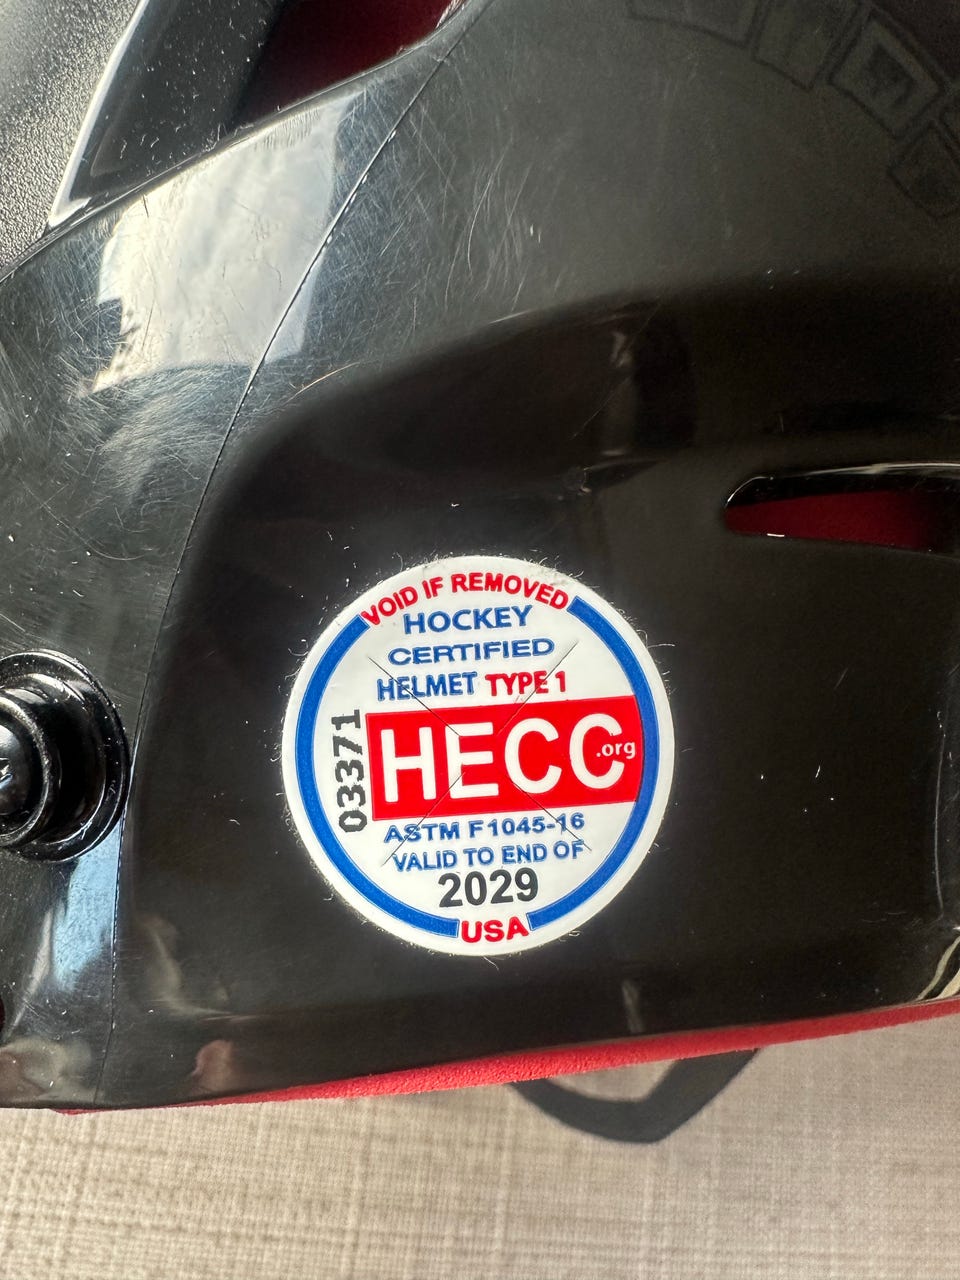 VOID IF REMOVED
HOCKEY
CERTIFIED
HELMET TYPE 1
03371
HECC.org
ASTM F1045-16
VALID TO END OF
2029
USA